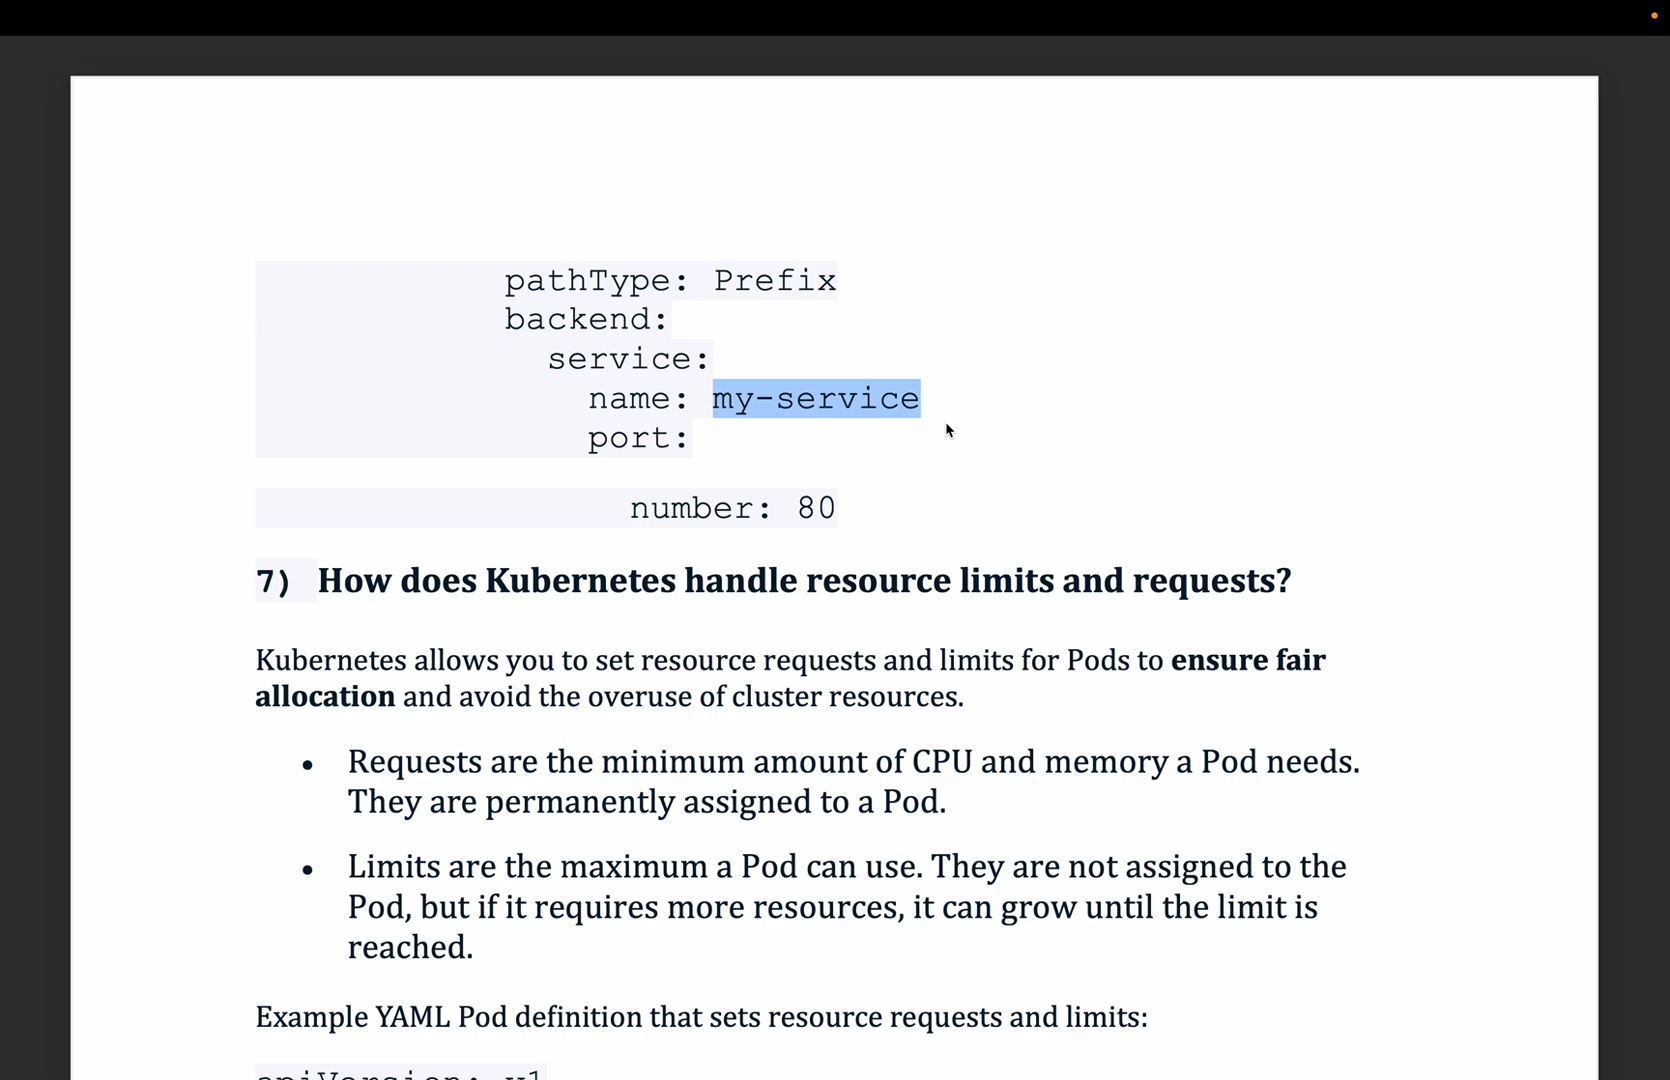 pathType: Prefix
backend:
service:
name: my-service
port:
number: 80
7) How does Kubernetes handle resource limits and requests?
Kubernetes allows you to set resource requests and limits for Pods to ensure fair
allocation and avoid the overuse of cluster resources.
• Requests are the minimum amount of CPU and memory a Pod needs.
They are permanently assigned to a Pod.
• Limits are the maximum a Pod can use. They are not assigned to the
Pod, but if it requires more resources, it can grow until the limit is
reached.
Example YAML Pod definition that sets resource requests and limits:
apiVersion: v1